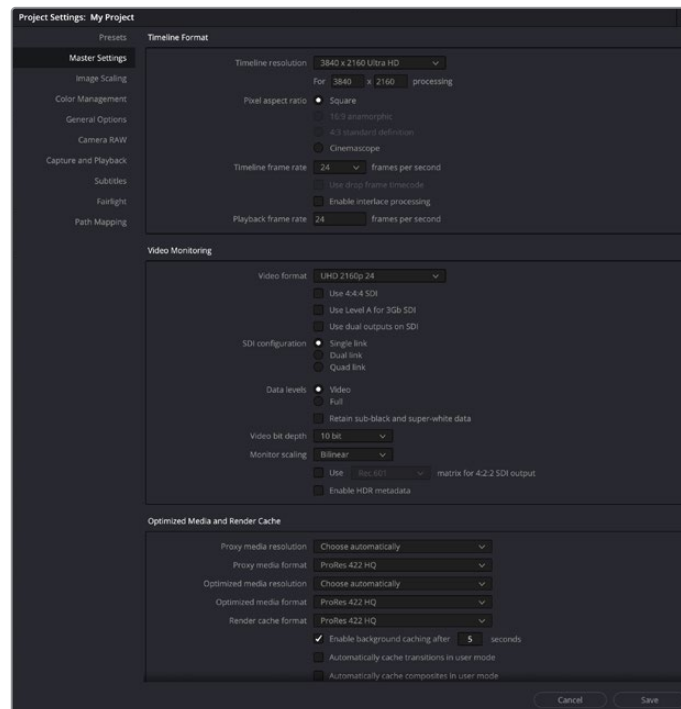 Project Settings: My Project
Presets
Master Settings
Image Scaling
Color Management
General Options
Camera RAW
Capture and Playback
Subtitles
Fairlight
Path Mapping
Timeline Format
Timeline resolution 3840 x 2160 Ultra HD
For 3840 x 2160 processing
Pixel aspect ratio Square
16:9 anamorphic
4:3 standard definition
Cinemascope
Timeline frame rate 24 frames per second
Use drop frame timecode
Enable interlace processing
Playback frame rate 24 frames per second
Video Monitoring
Video format UHD 2160p 24
Use 4:4:4 SDI
Use Level A for 3Gb SDI
Use dual outputs on SDI
SDI configuration Single link
Dual link
Quad link
Data levels Video
Full
Retain sub-black and super-white data
Video bit depth 10 bit
Monitor scaling Bilinear
Use Rec.601 matrix for 4:2:2 SDI output
Enable HDR metadata
Optimized Media and Render Cache
Proxy media resolution Choose automatically
Proxy media format ProRes 422 HQ
Optimized media resolution Choose automatically
Optimized media format ProRes 422 HQ
Render cache format ProRes 422 HQ
Enable background caching after 5 seconds
Automatically cache transitions in user mode
Automatically cache composites in user mode
Cancel Save